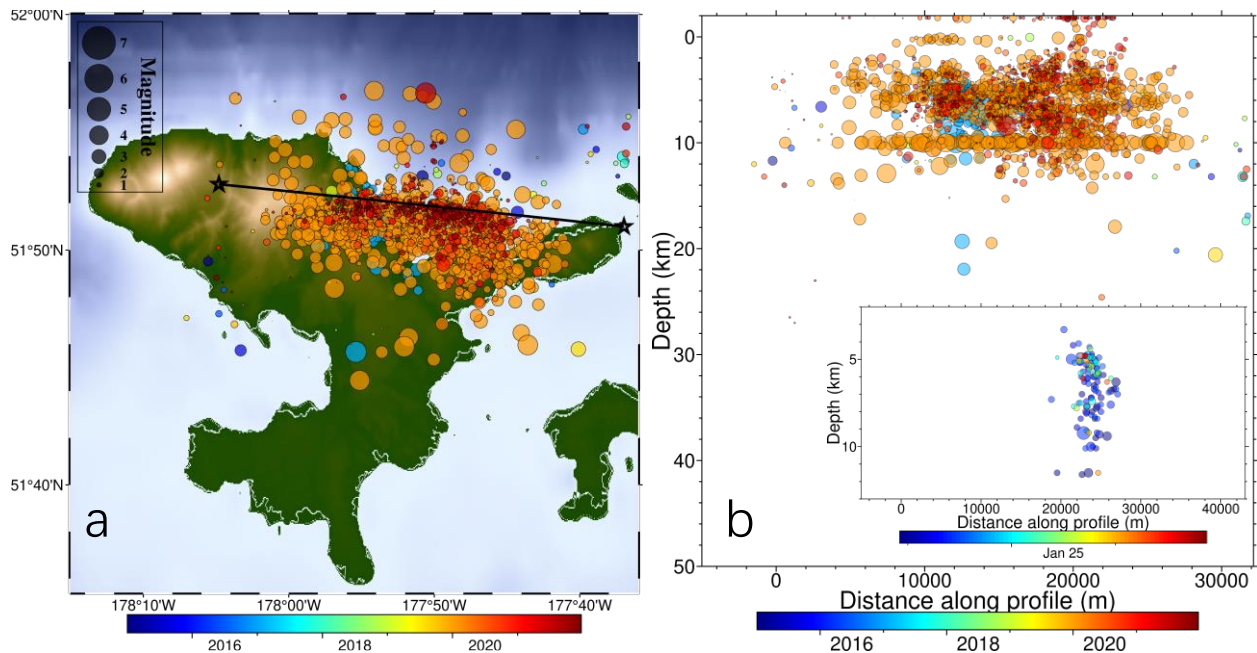 52°00'N
51°50'N
51°40'N
7
6
5
4
3
2
1
Magnitude
a
178°10'W
178°00'W
177°50'W
177°40'W
2016
2018
2020
0
10
20
30
40
50
Depth (km)
5
10
Depth (km)
0
10000
20000
30000
40000
Distance along profile (m)
Jan 25
b
0
10000
20000
30000
Distance along profile (m)
2016
2018
2020